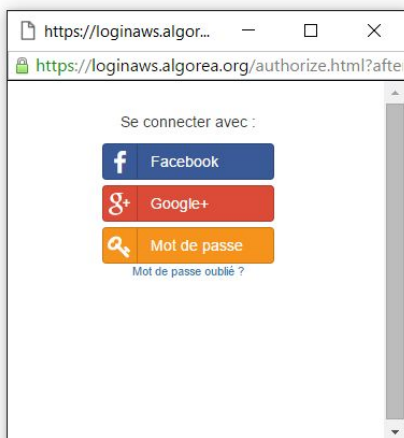 https://loginaws.algor...
https://loginaws.algorea.org/authorize.html?after
Se connecter avec :
f Facebook
g+ Google+
Mot de passe
Mot de passe oublié ?